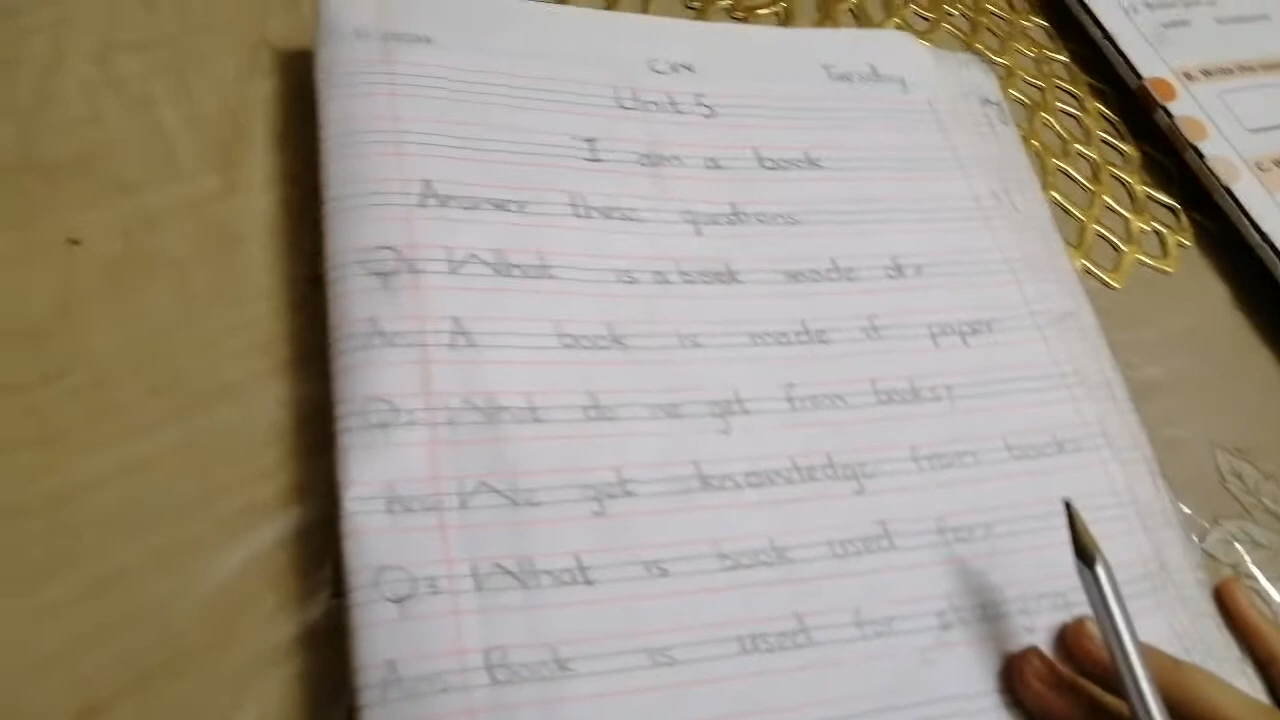 C.W Tuesday
Unit 5
I am a book
Answer these questions
Q: What is a book made of?
Ans A book is made of paper
Q: What do we get from books?
Ans We get knowledge from books
Q: What is book used for
Ans Book is used for